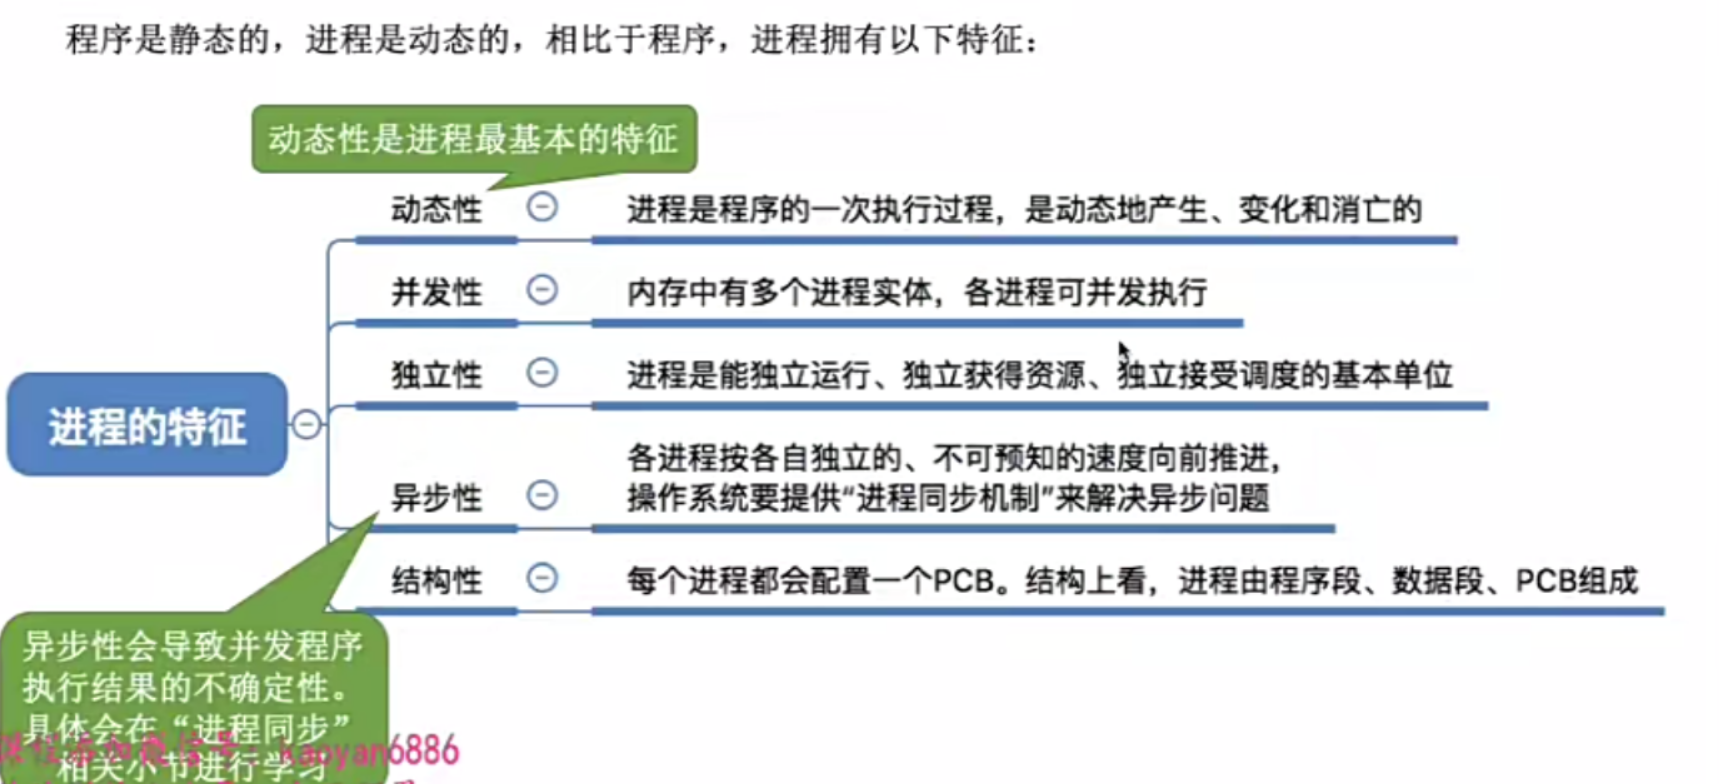 程序是静态的，进程是动态的，相比于程序，进程拥有以下特征：
动态性是进程最基本的特征
动态性
进程是程序的一次执行过程，是动态地产生、变化和消亡的
并发性
内存中有多个进程实体，各进程可并发执行
独立性
进程是能独立运行、独立获得资源、独立接受调度的基本单位
进程的特征
各进程按各自独立的、不可预知的速度向前推进，
异步性
操作系统要提供“进程同步机制”来解决异步问题
结构性
每个进程都会配置一个PCB。结构上看，进程由程序段、数据段、PCB组成
异步性会导致并发程序
执行结果的不确定性。
具体会在“进程同步”
相关小节进行学习
kaoyan6886